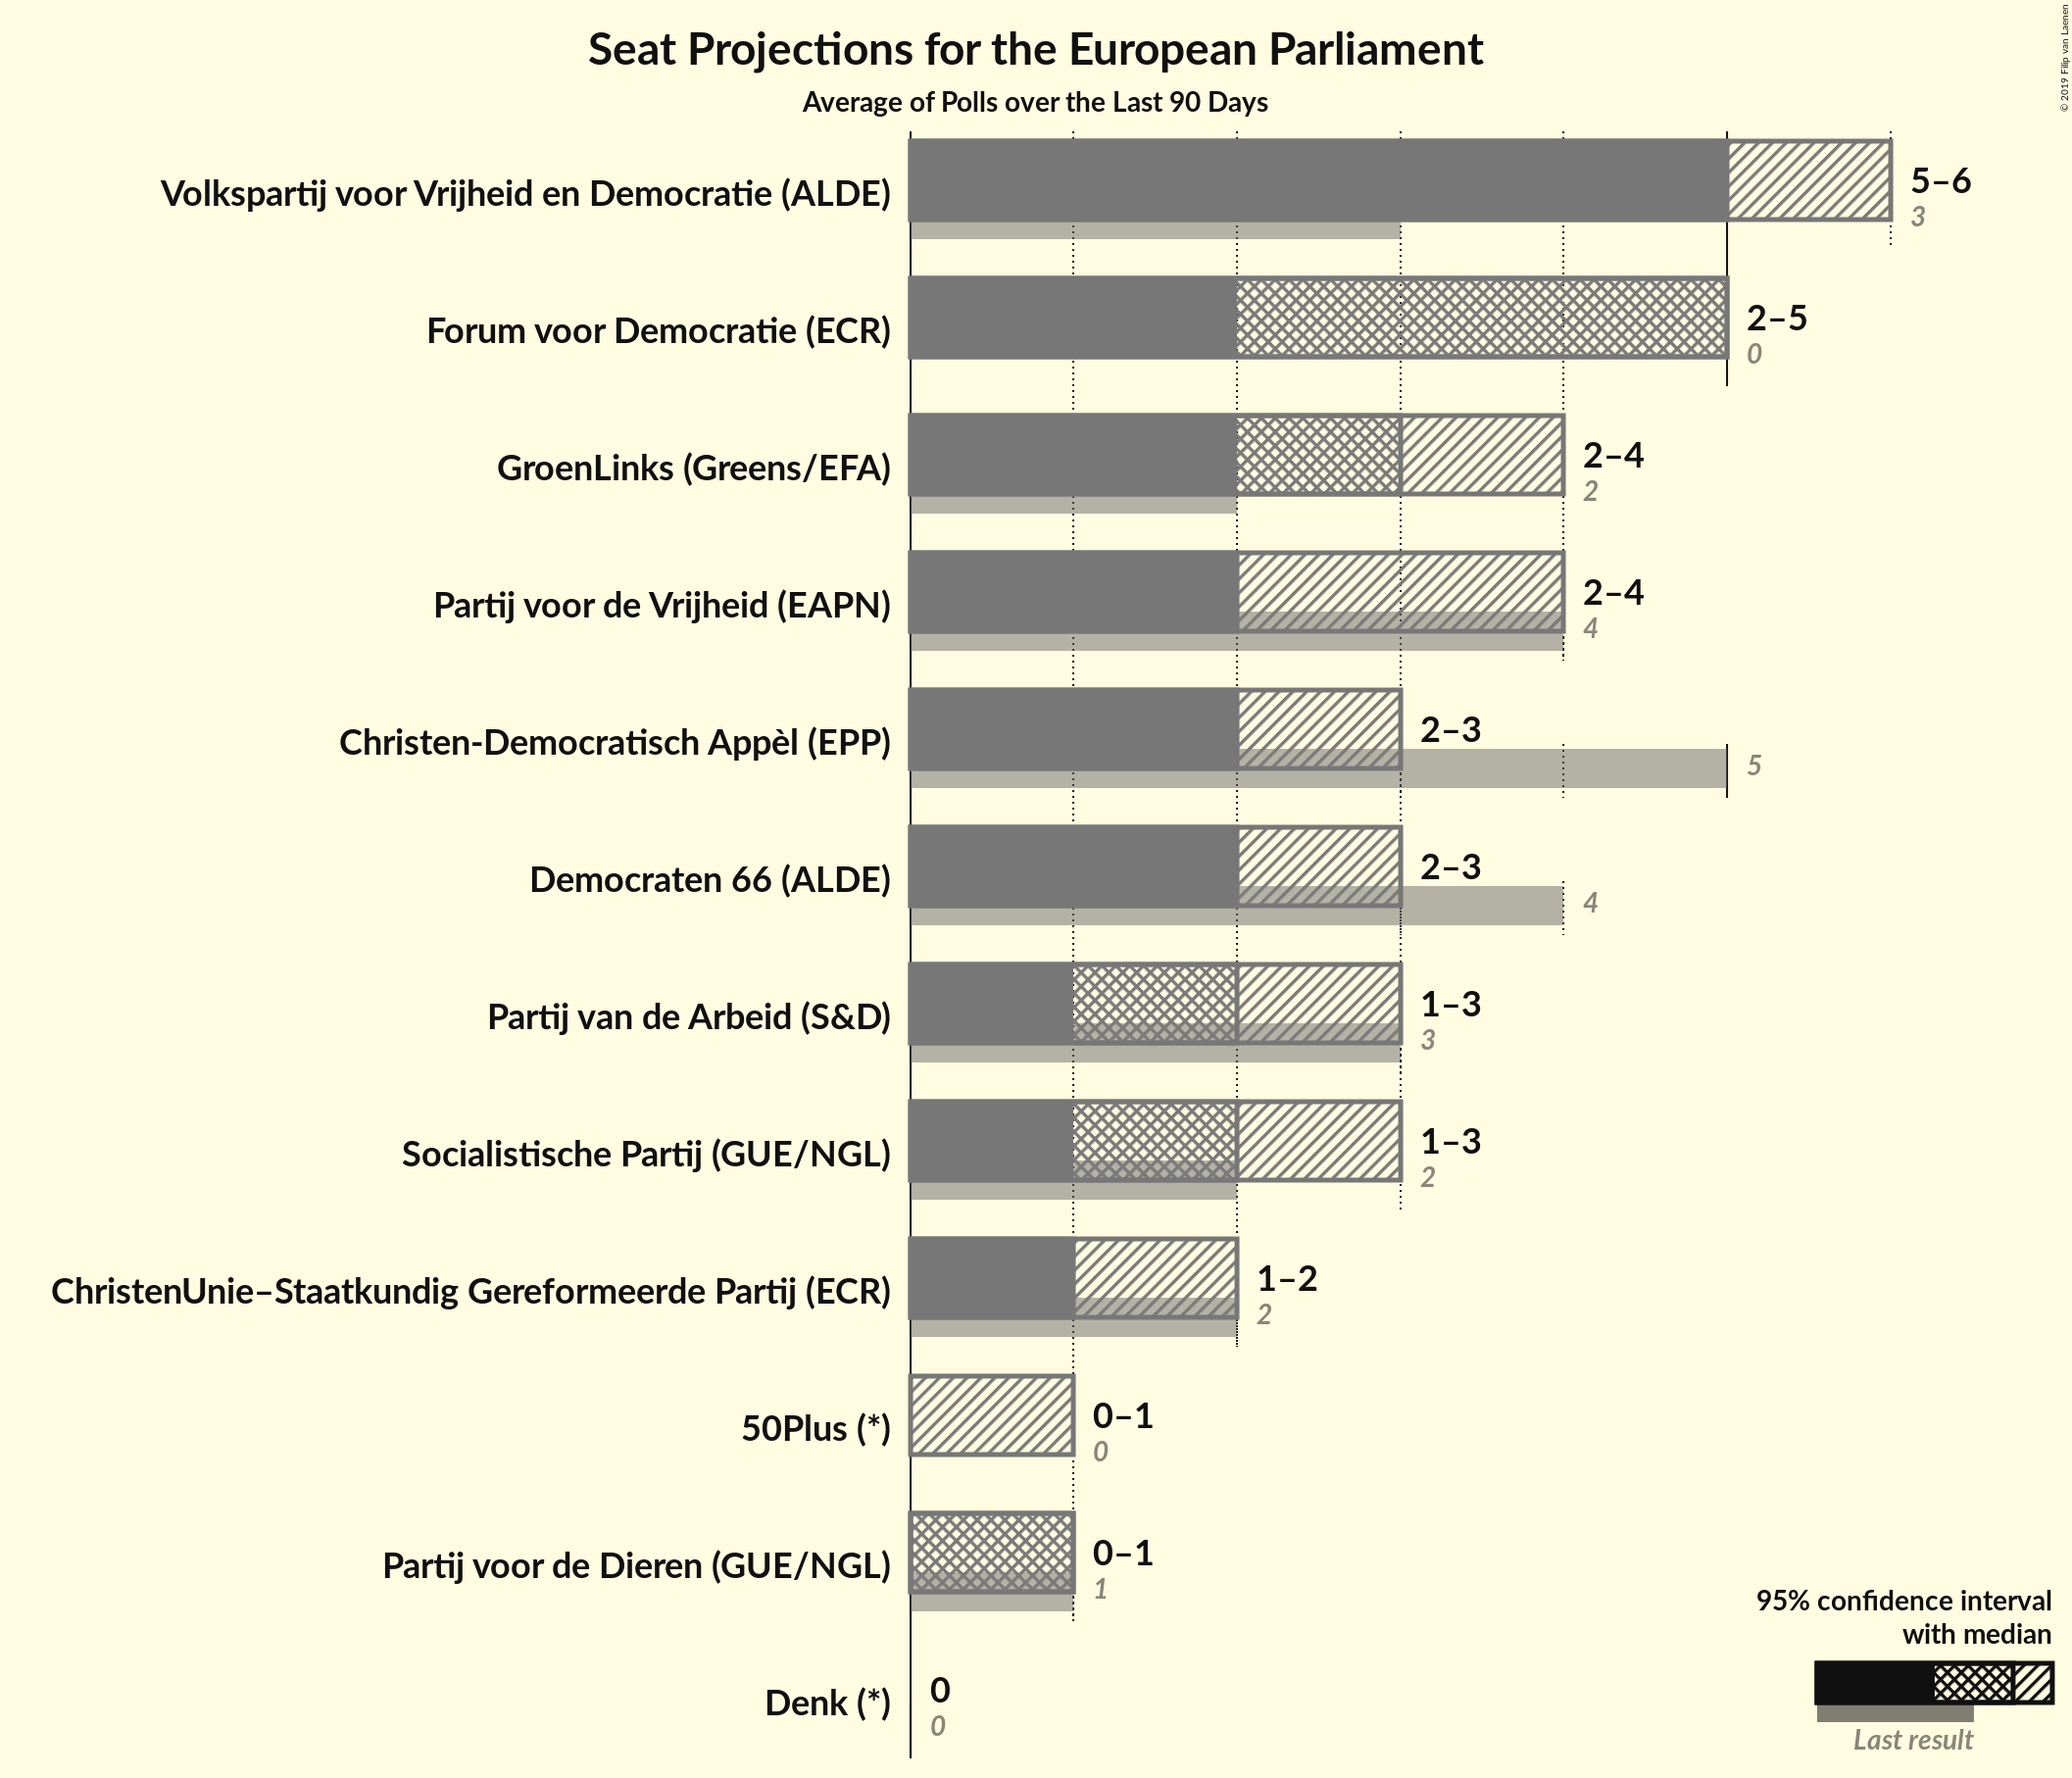 Seat Projections for the European Parliament
Average of Polls over the Last 90 Days
© 2019 Filip van Laenen
Volkspartij voor Vrijheid en Democratie (ALDE)
5–6
3
Forum voor Democratie (ECR)
2–5
0
GroenLinks (Greens/EFA)
2–4
2
Partij voor de Vrijheid (EAPN)
2–4
4
Christen-Democratisch Appèl (EPP)
2–3
5
Democraten 66 (ALDE)
2–3
4
Partij van de Arbeid (S&D)
1–3
3
Socialistische Partij (GUE/NGL)
1–3
2
ChristenUnie–Staatkundig Gereformeerde Partij (ECR)
1–2
2
50Plus (*)
0–1
0
Partij voor de Dieren (GUE/NGL)
0–1
1
Denk (*)
0
0
95% confidence interval
with median
Last result